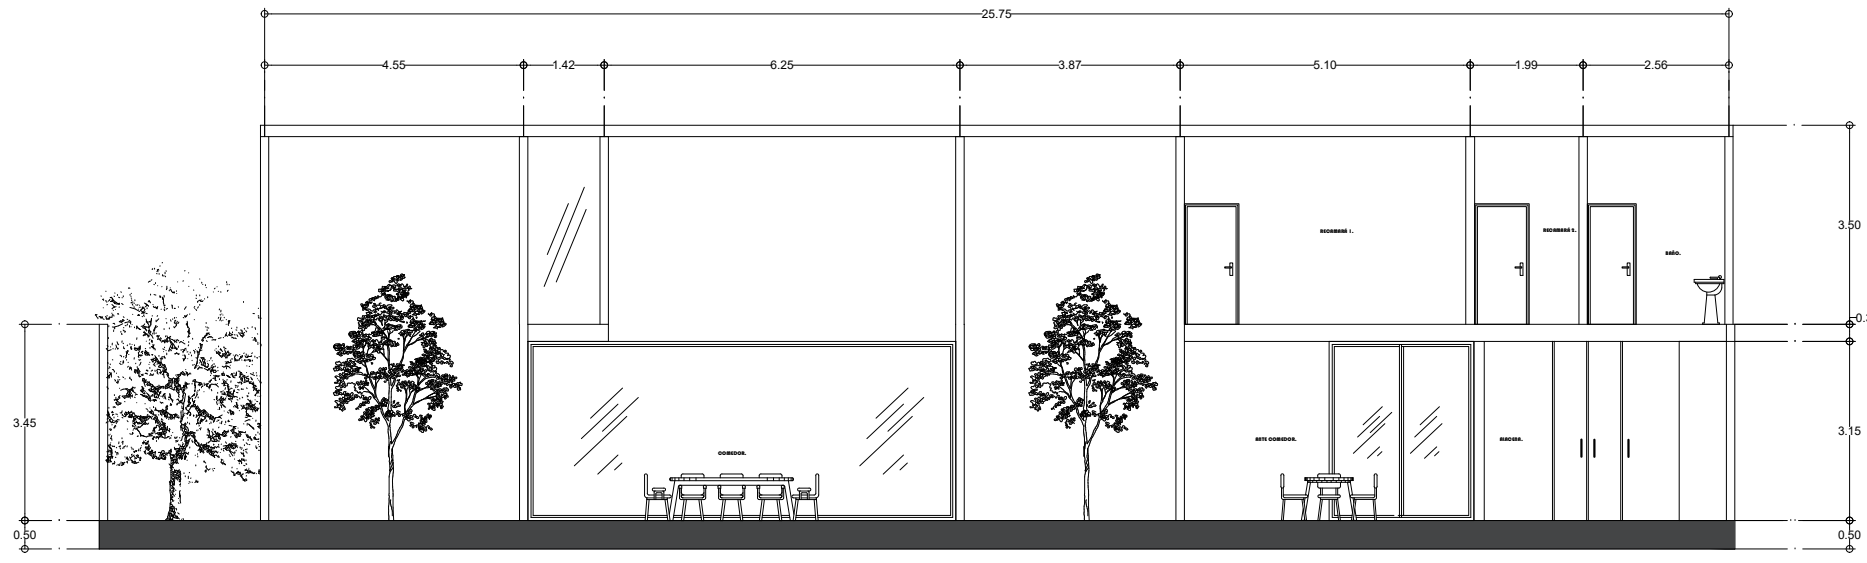 25.75
4.55 1.42 6.25 3.87 5.10 1.99 2.56
3.50
RECAMARA 1. RECAMARA 2.
BAÑO.
3.45
3.15
ANTE COMEDOR. ALACENA.
COMEDOR.
0.50 0.50